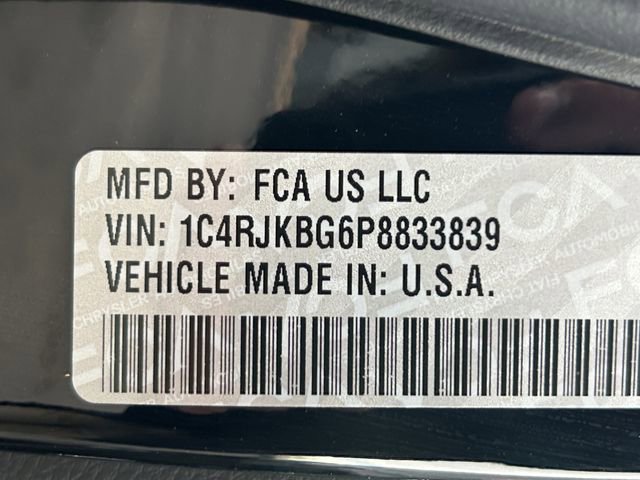 MFD BY: FCA US LLC
VIN: 1C4RJKBG6P8833839
VEHICLE MADE IN: U.S.A.